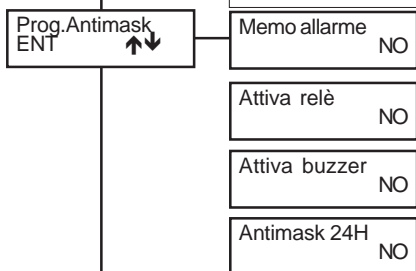 Prog.Antimask
ENT ↑↓
Memo allarme
NO
Attiva relè
NO
Attiva buzzer
NO
Antimask 24H
NO